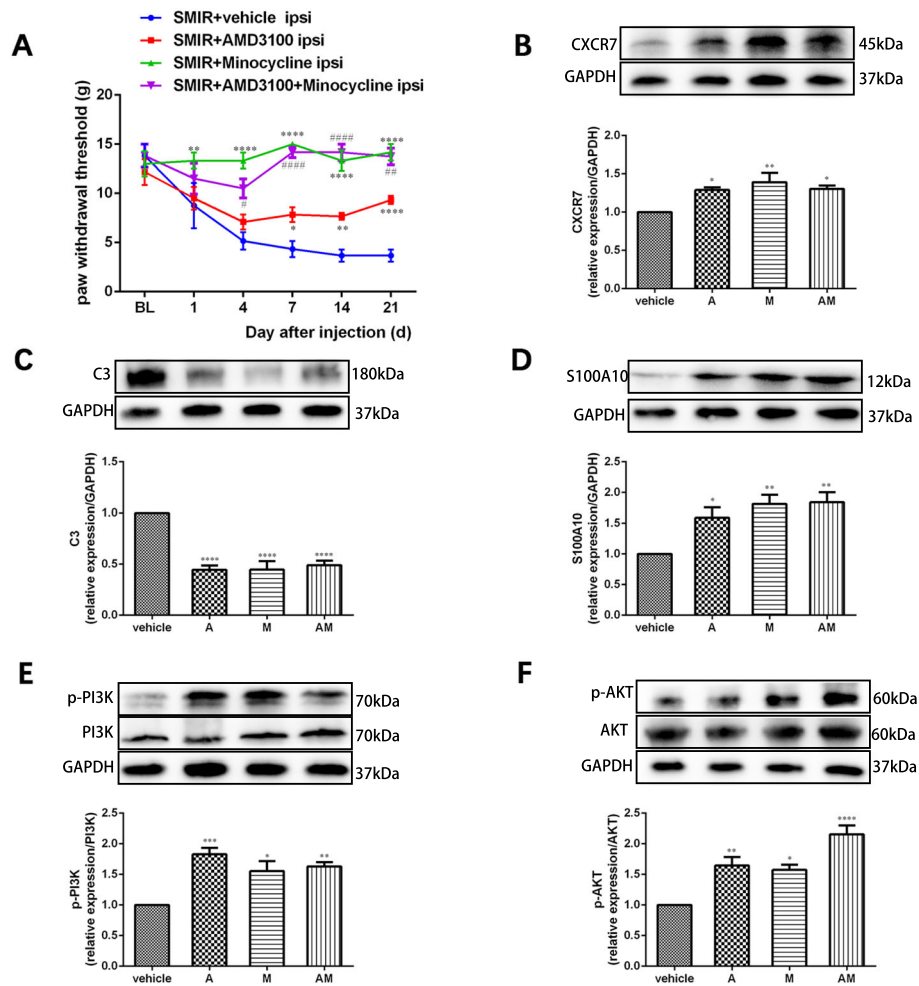 A
SMIR+vehicle ipsi
SMIR+AMD3100 ipsi
SMIR+Minocycline ipsi
SMIR+AMD3100+Minocycline ipsi
paw withdrawal threshold (g)
20
15
10
5
0
** **** **** #### ****
#### **** ##
# ****
* **
BL 1 4 7 14 21
Day after injection (d)
B
CXCR7 45kDa
GAPDH 37kDa
CXCR7
(relative expression/GAPDH)
2.0
1.5
1.0
0.5
0.0
* ** *
vehicle A M AM
C
C3 180kDa
GAPDH 37kDa
C3
(relative expression/GAPDH)
1.5
1.0
0.5
0.0
**** **** ****
vehicle A M AM
D
S100A10 12kDa
GAPDH 37kDa
S100A10
(relative expression/GAPDH)
2.5
2.0
1.5
1.0
0.5
0.0
* ** **
vehicle A M AM
E
p-PI3K 70kDa
PI3K 70kDa
GAPDH 37kDa
p-PI3K
(relative expression/PI3K)
2.5
2.0
1.5
1.0
0.5
0.0
*** * **
vehicle A M AM
F
p-AKT 60kDa
AKT 60kDa
GAPDH 37kDa
p-AKT
(relative expression/AKT)
2.5
2.0
1.5
1.0
0.5
0.0
** * ****
vehicle A M AM